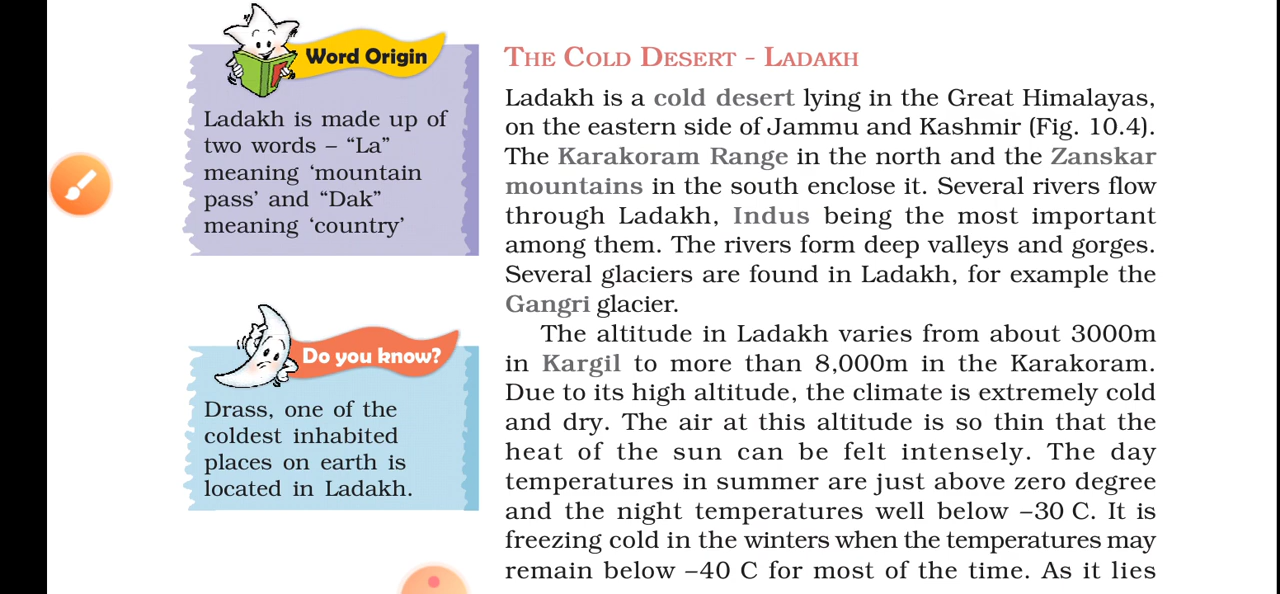 Word Origin
Ladakh is made up of
two words – “La”
meaning ‘mountain
pass’ and “Dak”
meaning ‘country’
Do you know?
Drass, one of the
coldest inhabited
places on earth is
located in Ladakh.
The Cold Desert - Ladakh
Ladakh is a cold desert lying in the Great Himalayas,
on the eastern side of Jammu and Kashmir (Fig. 10.4).
The Karakoram Range in the north and the Zanskar
mountains in the south enclose it. Several rivers flow
through Ladakh, Indus being the most important
among them. The rivers form deep valleys and gorges.
Several glaciers are found in Ladakh, for example the
Gangri glacier.
The altitude in Ladakh varies from about 3000m
in Kargil to more than 8,000m in the Karakoram.
Due to its high altitude, the climate is extremely cold
and dry. The air at this altitude is so thin that the
heat of the sun can be felt intensely. The day
temperatures in summer are just above zero degree
and the night temperatures well below –30 C. It is
freezing cold in the winters when the temperatures may
remain below –40 C for most of the time. As it lies